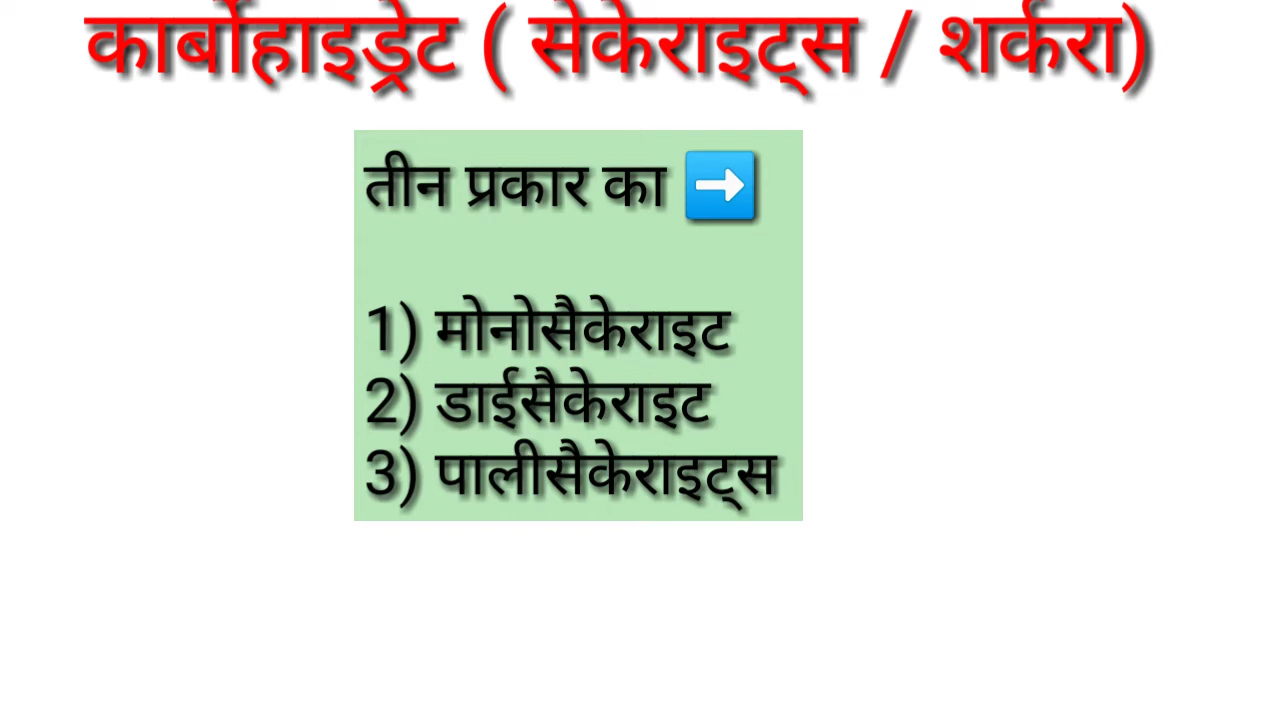 कार्बोहाइड्रेट ( सेकेराइट्स / शर्करा)
तीन प्रकार का ➡️
1) मोनोसैकेराइट
2) डाईसैकेराइट
3) पालीसैकेराइट्स